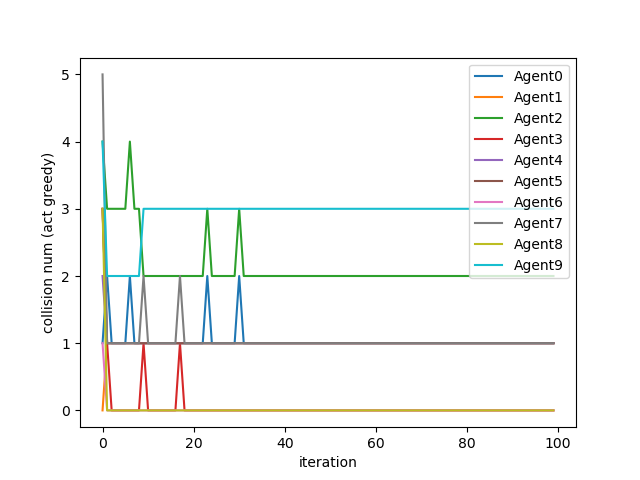 collision num (act greedy)
5
4
3
2
1
0
0 20 40 60 80 100
iteration
Agent0
Agent1
Agent2
Agent3
Agent4
Agent5
Agent6
Agent7
Agent8
Agent9